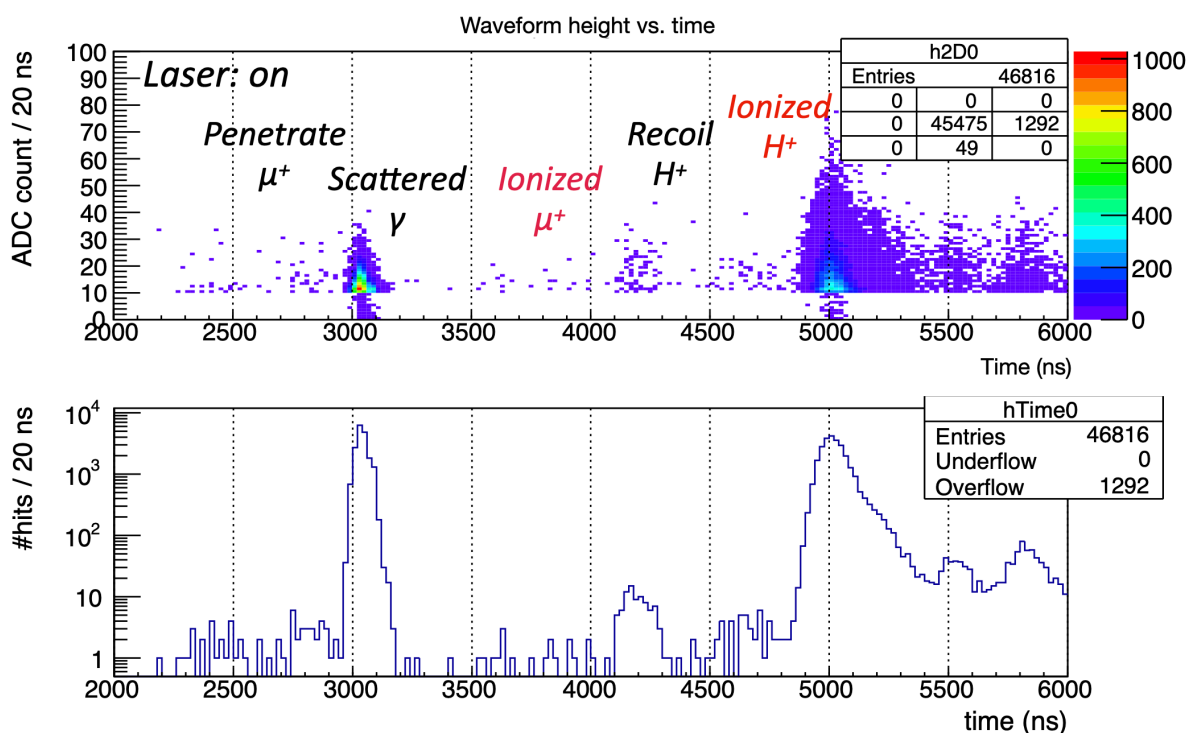 Waveform height vs. time
ADC count / 20 ns
100
90
80
70
60
50
40
30
20
10
0
Laser: on
Penetrate
μ⁺
Scattered
γ
Ionized
μ⁺
Recoil
H⁺
Ionized
H⁺
h2D0
Entries 46816
0 0 0
0 45475 1292
0 49 0
1000
800
600
400
200
0
2000 2500 3000 3500 4000 4500 5000 5500 6000
Time (ns)
#hits / 20 ns
10⁴
10³
10²
10
1
hTime0
Entries 46816
Underflow 0
Overflow 1292
2000 2500 3000 3500 4000 4500 5000 5500 6000
time (ns)